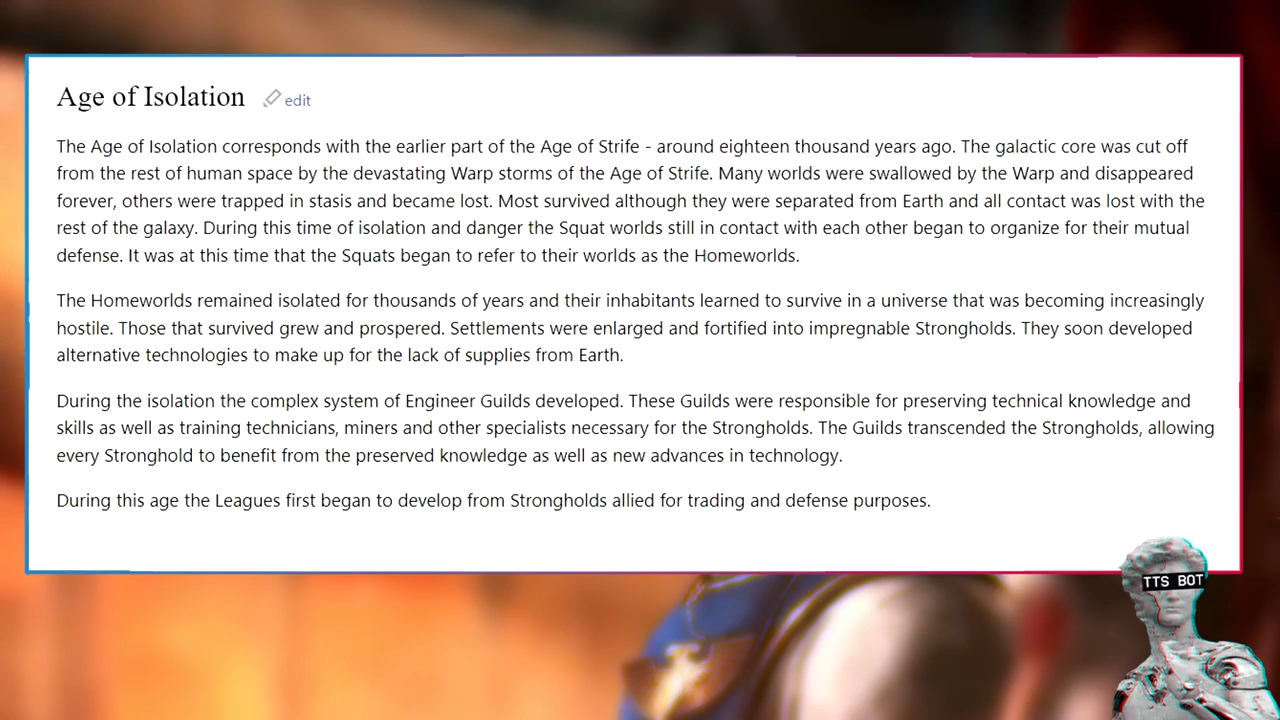 Age of Isolation edit
The Age of Isolation corresponds with the earlier part of the Age of Strife - around eighteen thousand years ago. The galactic core was cut off
from the rest of human space by the devastating Warp storms of the Age of Strife. Many worlds were swallowed by the Warp and disappeared
forever, others were trapped in stasis and became lost. Most survived although they were separated from Earth and all contact was lost with the
rest of the galaxy. During this time of isolation and danger the Squat worlds still in contact with each other began to organize for their mutual
defense. It was at this time that the Squats began to refer to their worlds as the Homeworlds.
The Homeworlds remained isolated for thousands of years and their inhabitants learned to survive in a universe that was becoming increasingly
hostile. Those that survived grew and prospered. Settlements were enlarged and fortified into impregnable Strongholds. They soon developed
alternative technologies to make up for the lack of supplies from Earth.
During the isolation the complex system of Engineer Guilds developed. These Guilds were responsible for preserving technical knowledge and
skills as well as training technicians, miners and other specialists necessary for the Strongholds. The Guilds transcended the Strongholds, allowing
every Stronghold to benefit from the preserved knowledge as well as new advances in technology.
During this age the Leagues first began to develop from Strongholds allied for trading and defense purposes.
TTS BOT